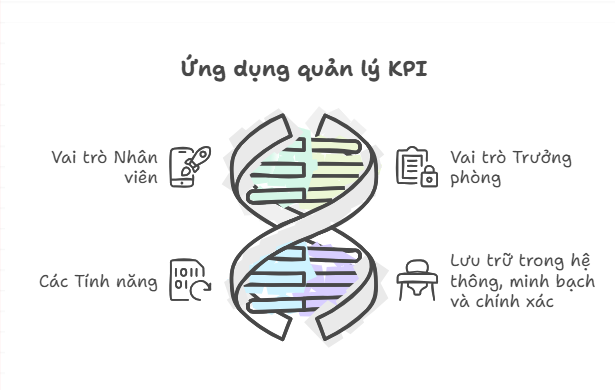 Ứng dụng quản lý KPI
Vai trò Nhân
viên
Vai trò Trưởng
phòng
Các Tính năng
Lưu trữ trong hệ
thống, minh bạch
và chính xác